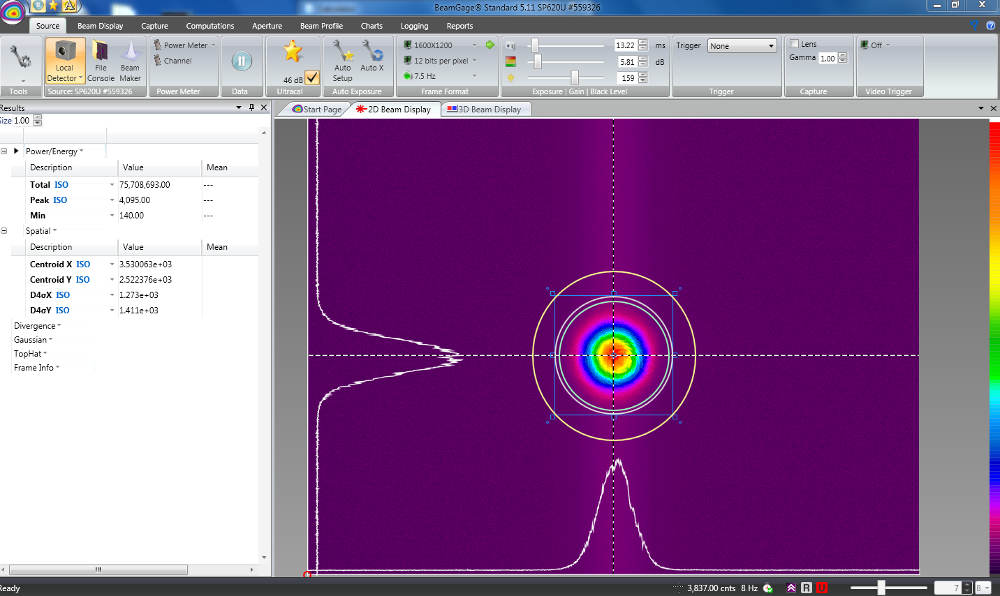 BeamGage® Standard 5.11 SP620U #559326
Source Beam Display Capture Computations Aperture Beam Profile Charts Logging Reports
Local Detector
File Console
Beam Maker
Power Meter
Channel
46 dB
Auto Setup
Auto X
1600X1200
12 bits per pixel
7.5 Hz
13.22 ms
5.81 dB
159
Trigger None
Lens
Gamma 1.00
Off
Tools Source: SP620U #559326 Power Meter Data Ultracal Auto Exposure Frame Format Exposure | Gain | Black Level Trigger Capture Video Trigger
Results
Size 1.00
Start Page 2D Beam Display 3D Beam Display
Power/Energy
Description Value Mean
Total ISO 75,708,693.00 ---
Peak ISO 4,095.00 ---
Min 140.00 ---
Spatial
Description Value Mean
Centroid X ISO 3.530063e+03
Centroid Y ISO 2.522376e+03
D4σX ISO 1.273e+03
D4σY ISO 1.411e+03
Divergence
Gaussian
TopHat
Frame Info
Ready
3,837.00 cnts 8 Hz R U 7 B